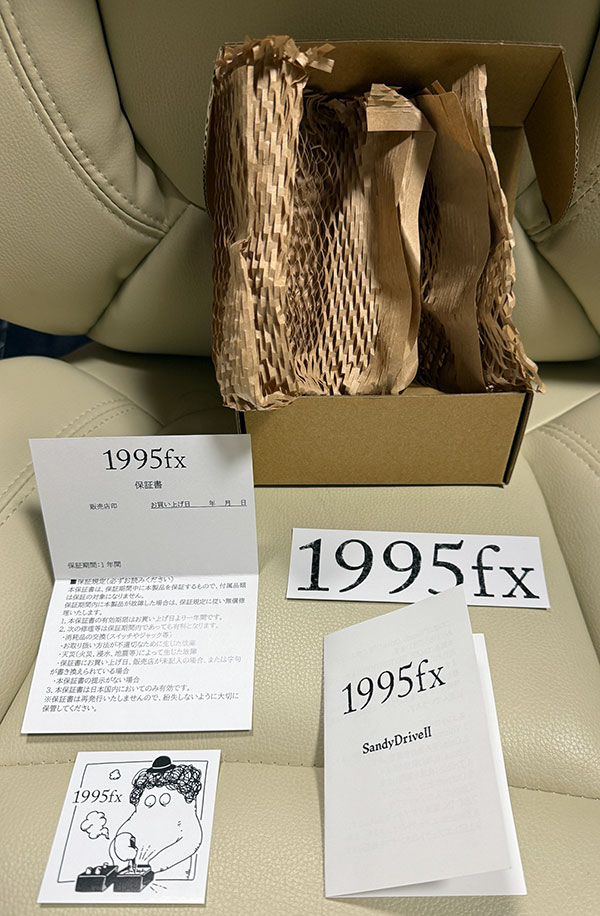 1995fx
保証書
販売店印 お買い上げ日 年 月 日
保証期間:1年間
■保証規定(必ずお読みください)
本保証書は、保証期間中に本製品を保証するもので、付属品類
は保証の対象になりません。
保証期間内に本製品が故障した場合は、保証規定に従い無償修
理いたします。
1.本保証書の有効期限はお買い上げ日より一年間です。
2.次の修理等は保証期間内であっても有料となります。
・消耗品の交換(スイッチやジャック等)
・お取り扱い方法が不適切なために生じた故障
・天災(火災、浸水、地震等)によって生じた故障
・保証書にお買い上げ日、販売店が未記入の場合、または字句
が書き換えられている場合
・本保証書の提示がない場合
3.本保証書は日本国内においてのみ有効です。
※保証書は再発行いたしませんので、紛失しないように大切に
保管してください。
1995fx
1995fx
SandyDriveII
1995fx